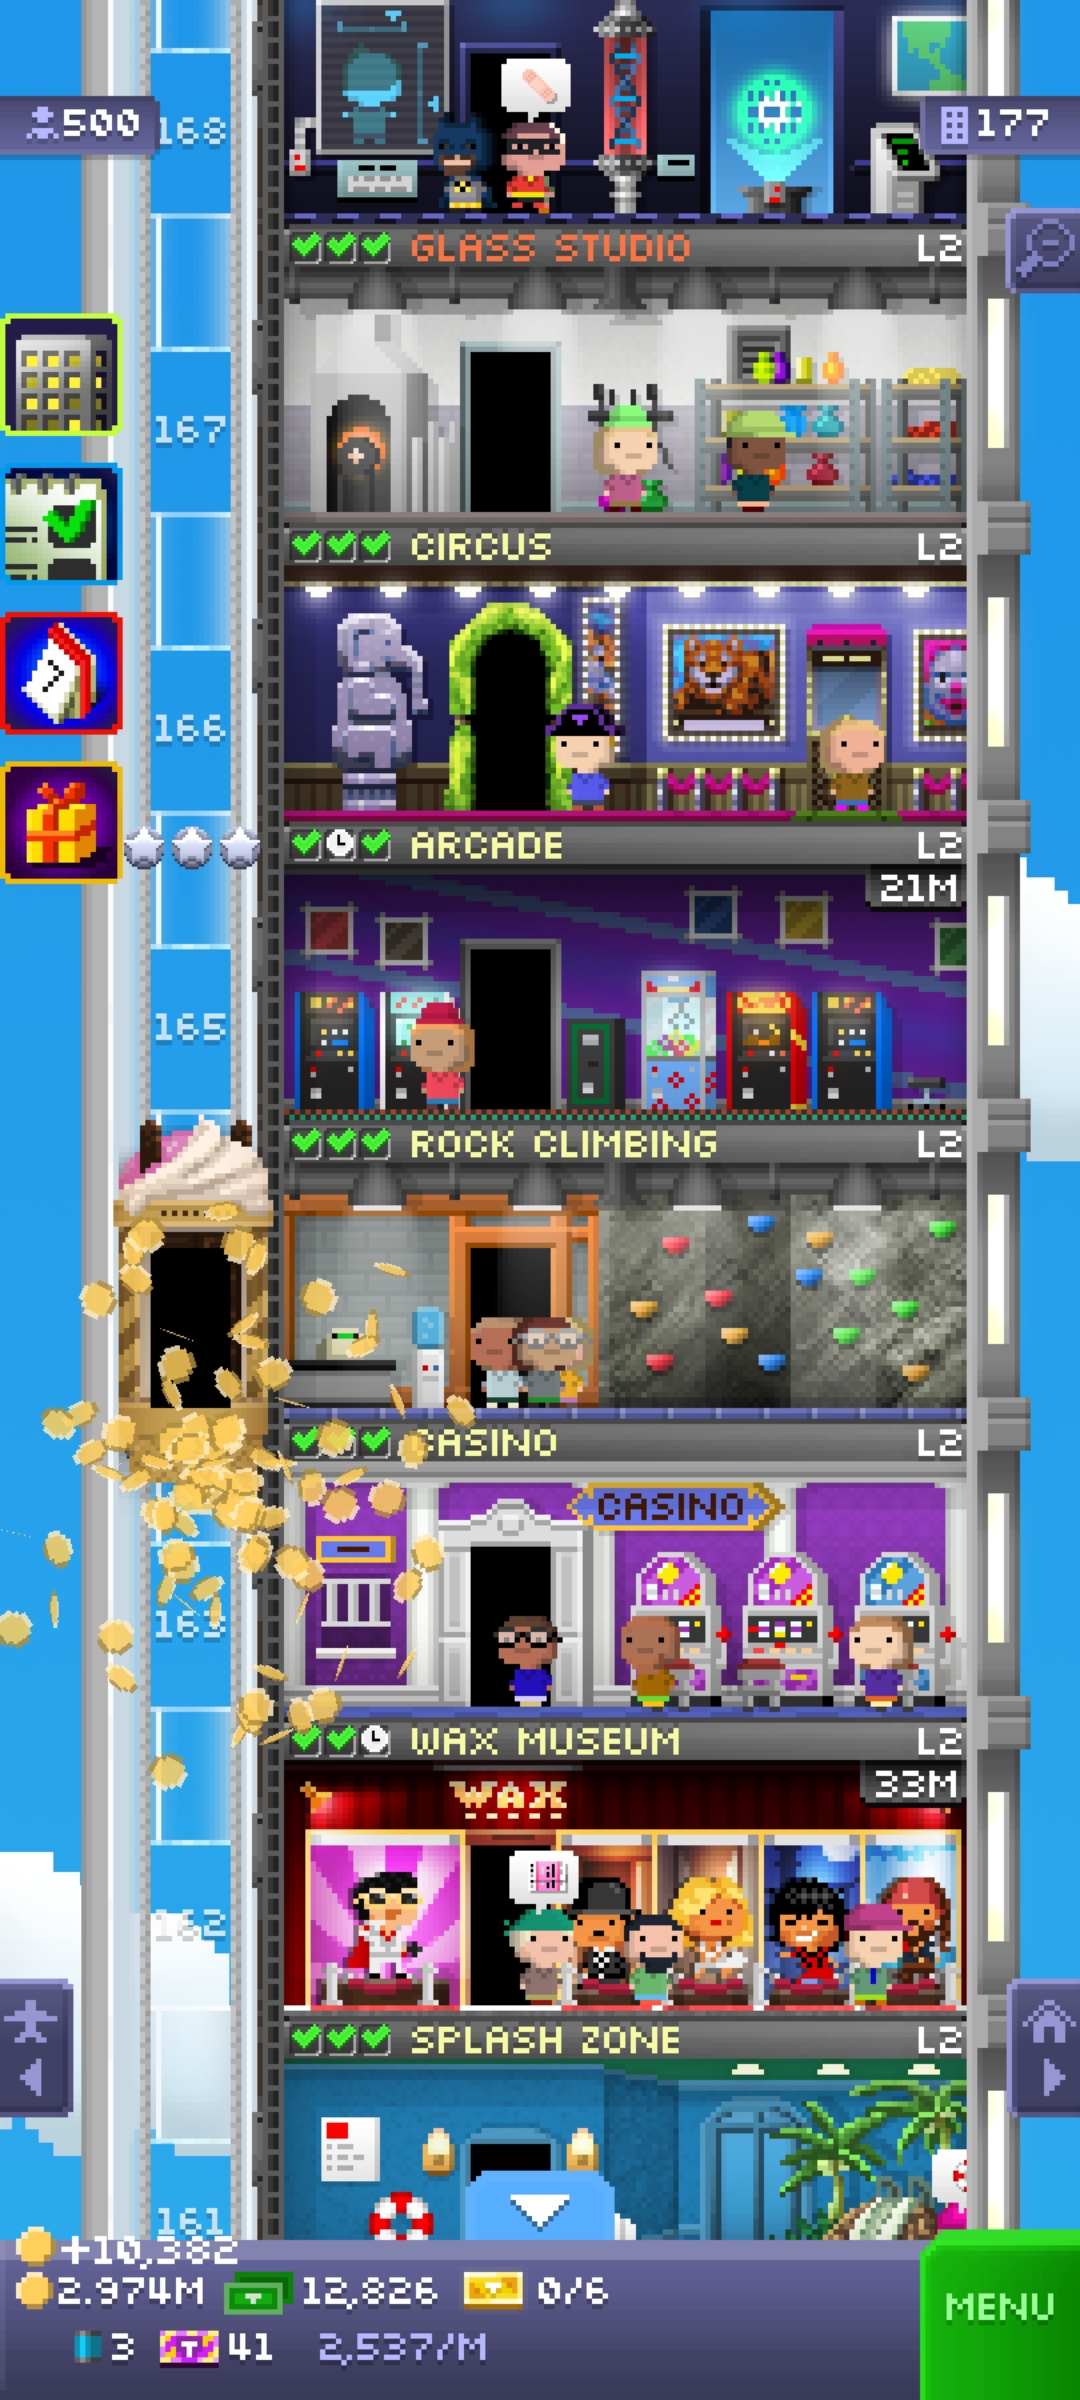 500
168
177
GLASS STUDIO L2
167
CIRCUS L2
166
ARCADE L2
21M
165
ROCK CLIMBING L2
CASINO L2
CASINO
163
WAX MUSEUM L2
33M
WAX
162
SPLASH ZONE L2
161
+10,382
2.974M 12,826 0/6
3 T 41 2,537/M
MENU